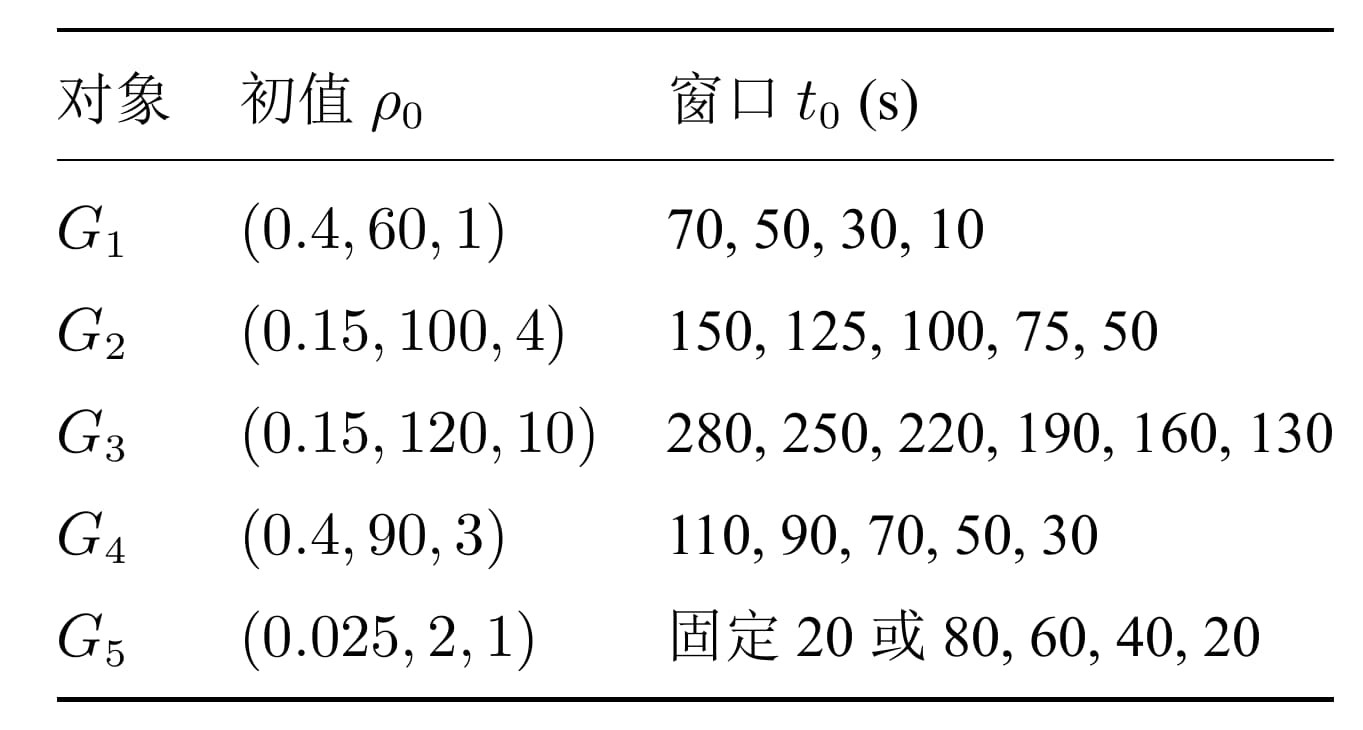 对象 初值 ρ0 窗口 t0 (s)
G1 (0.4, 60, 1) 70, 50, 30, 10
G2 (0.15, 100, 4) 150, 125, 100, 75, 50
G3 (0.15, 120, 10) 280, 250, 220, 190, 160, 130
G4 (0.4, 90, 3) 110, 90, 70, 50, 30
G5 (0.025, 2, 1) 固定 20 或 80, 60, 40, 20